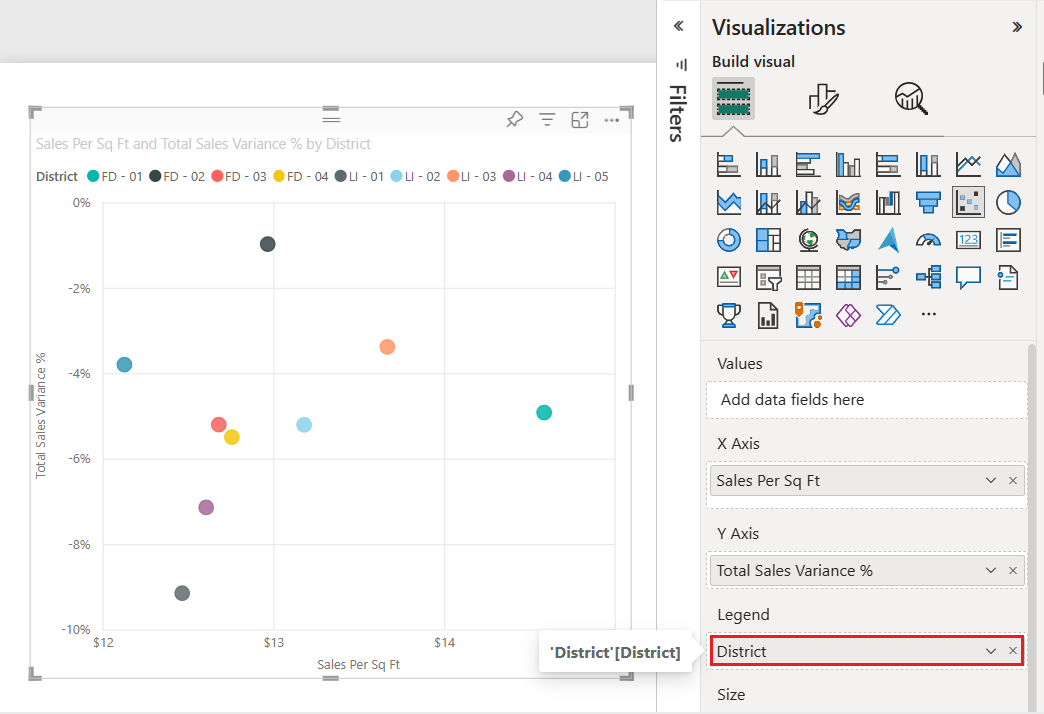 Visualizations
Build visual
Filters
Sales Per Sq Ft and Total Sales Variance % by District
District FD - 01 FD - 02 FD - 03 FD - 04 LI - 01 LI - 02 LI - 03 LI - 04 LI - 05
0%
-2%
-4%
-6%
-8%
-10%
Total Sales Variance %
$12 $13 $14
Sales Per Sq Ft
123
Values
Add data fields here
X Axis
Sales Per Sq Ft
Y Axis
Total Sales Variance %
Legend
District
'District'[District]
Size